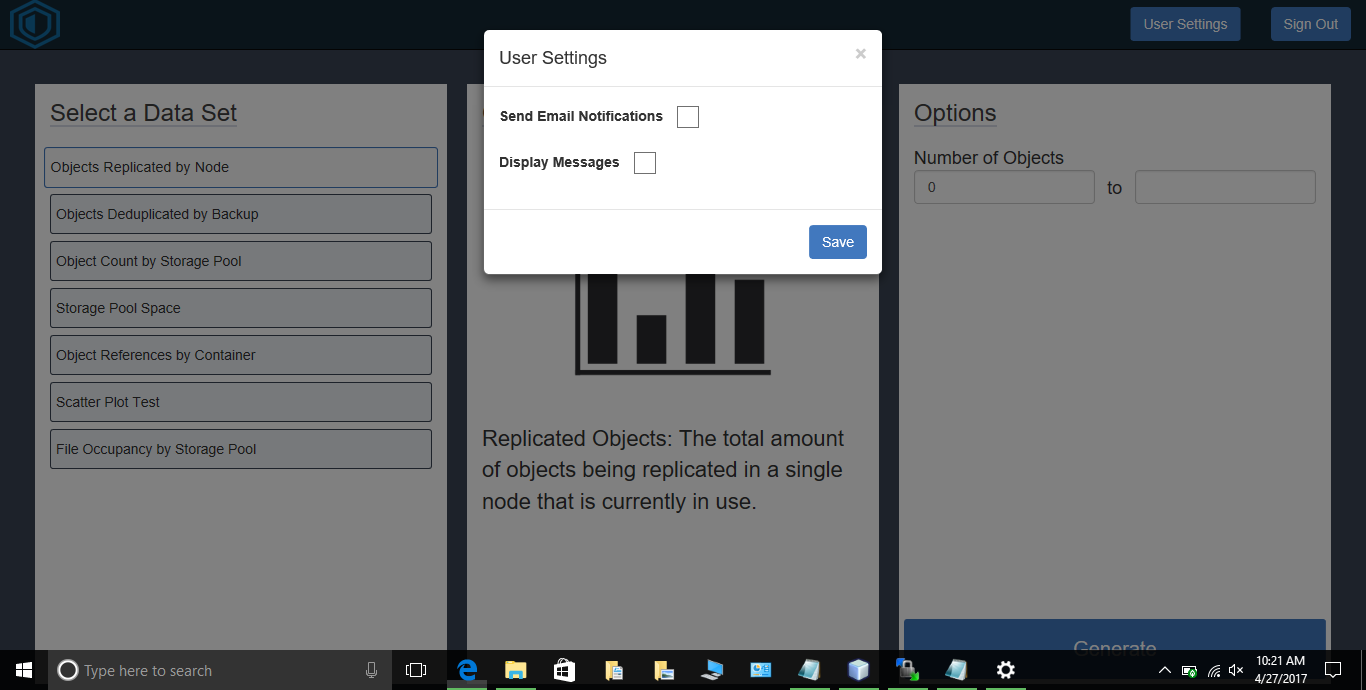 User Settings
Sign Out
User Settings
×
Send Email Notifications
Display Messages
Save
Select a Data Set
Objects Replicated by Node
Objects Deduplicated by Backup
Object Count by Storage Pool
Storage Pool Space
Object References by Container
Scatter Plot Test
File Occupancy by Storage Pool
Replicated Objects: The total amount
of objects being replicated in a single
node that is currently in use.
Options
Number of Objects
0 to
Generate
Type here to search
10:21 AM
4/27/2017